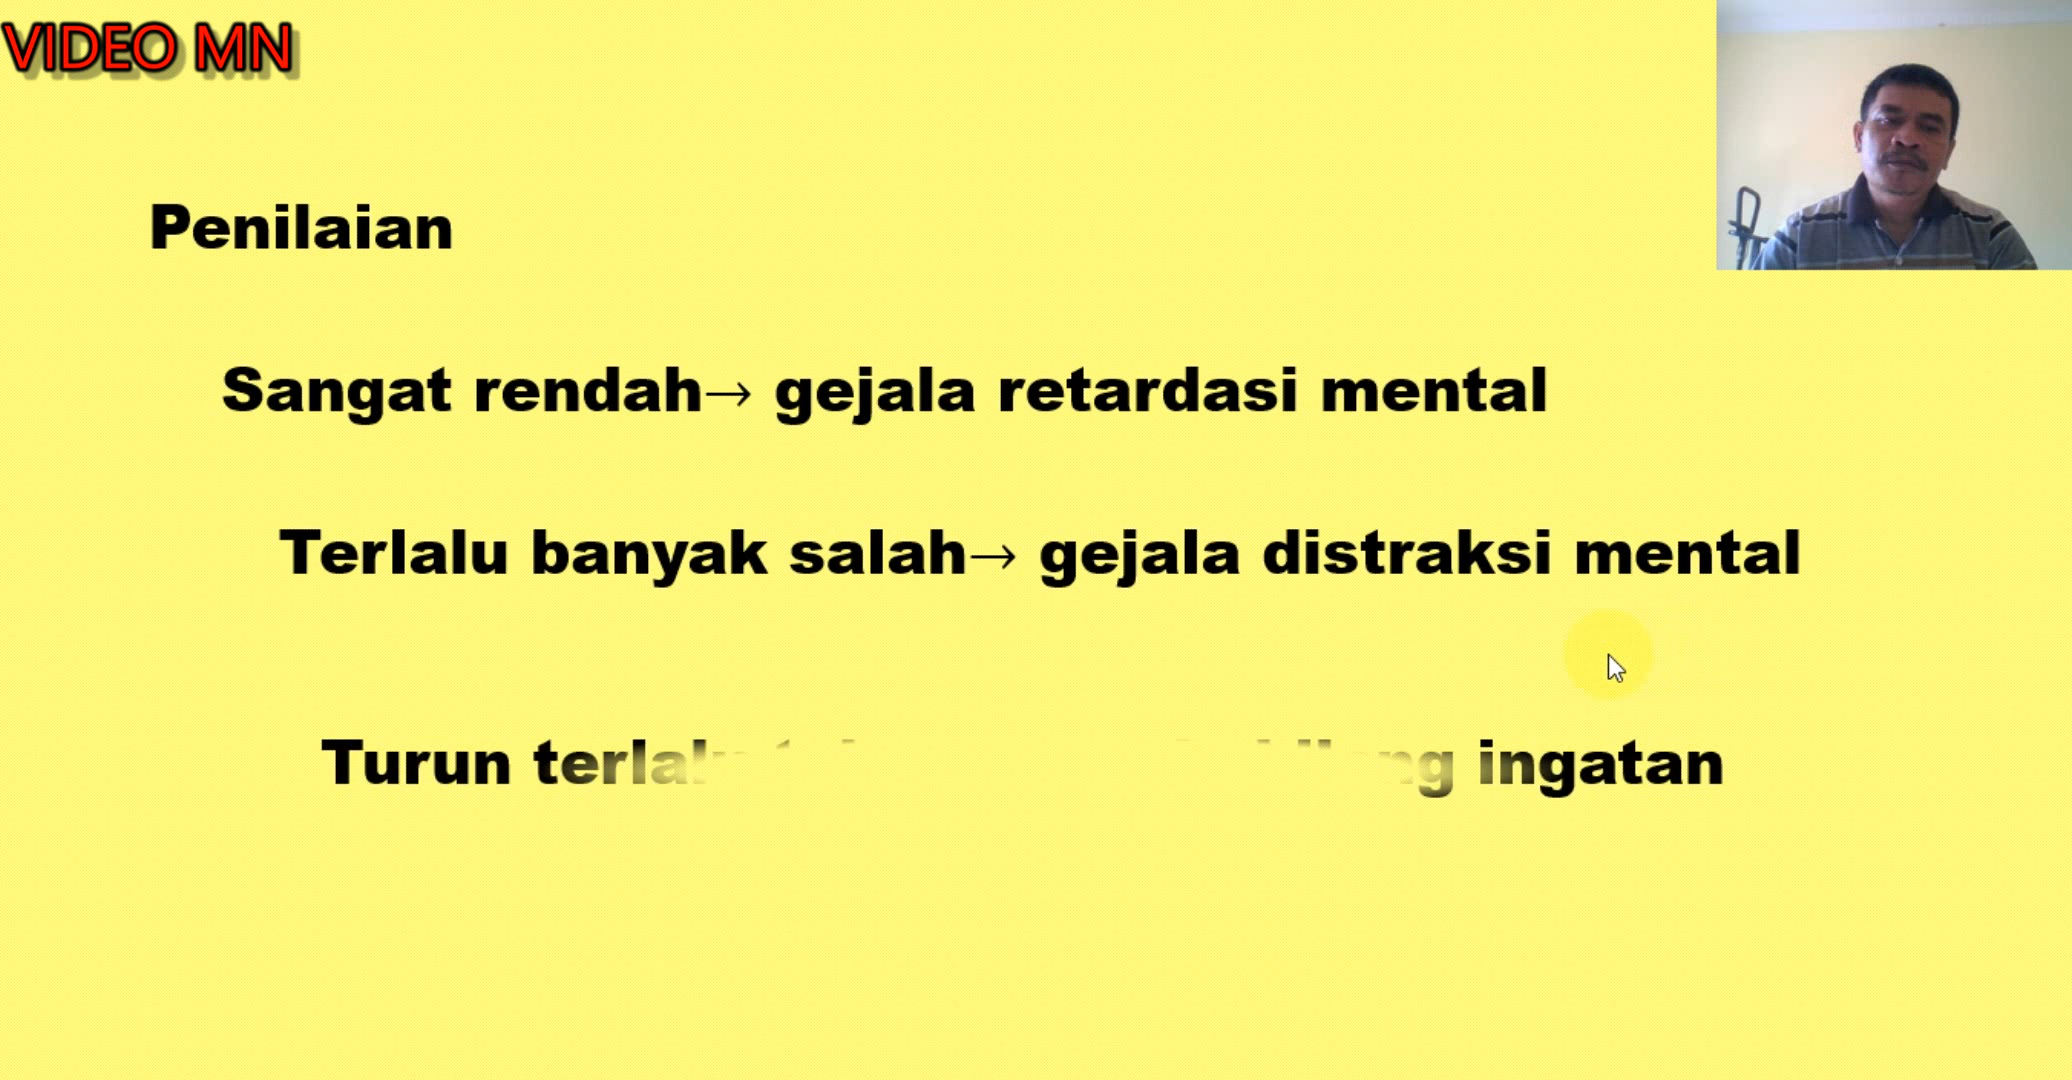 VIDEO MN
Penilaian
Sangat rendah→ gejala retardasi mental
Terlalu banyak salah→ gejala distraksi mental
Turun ingatan